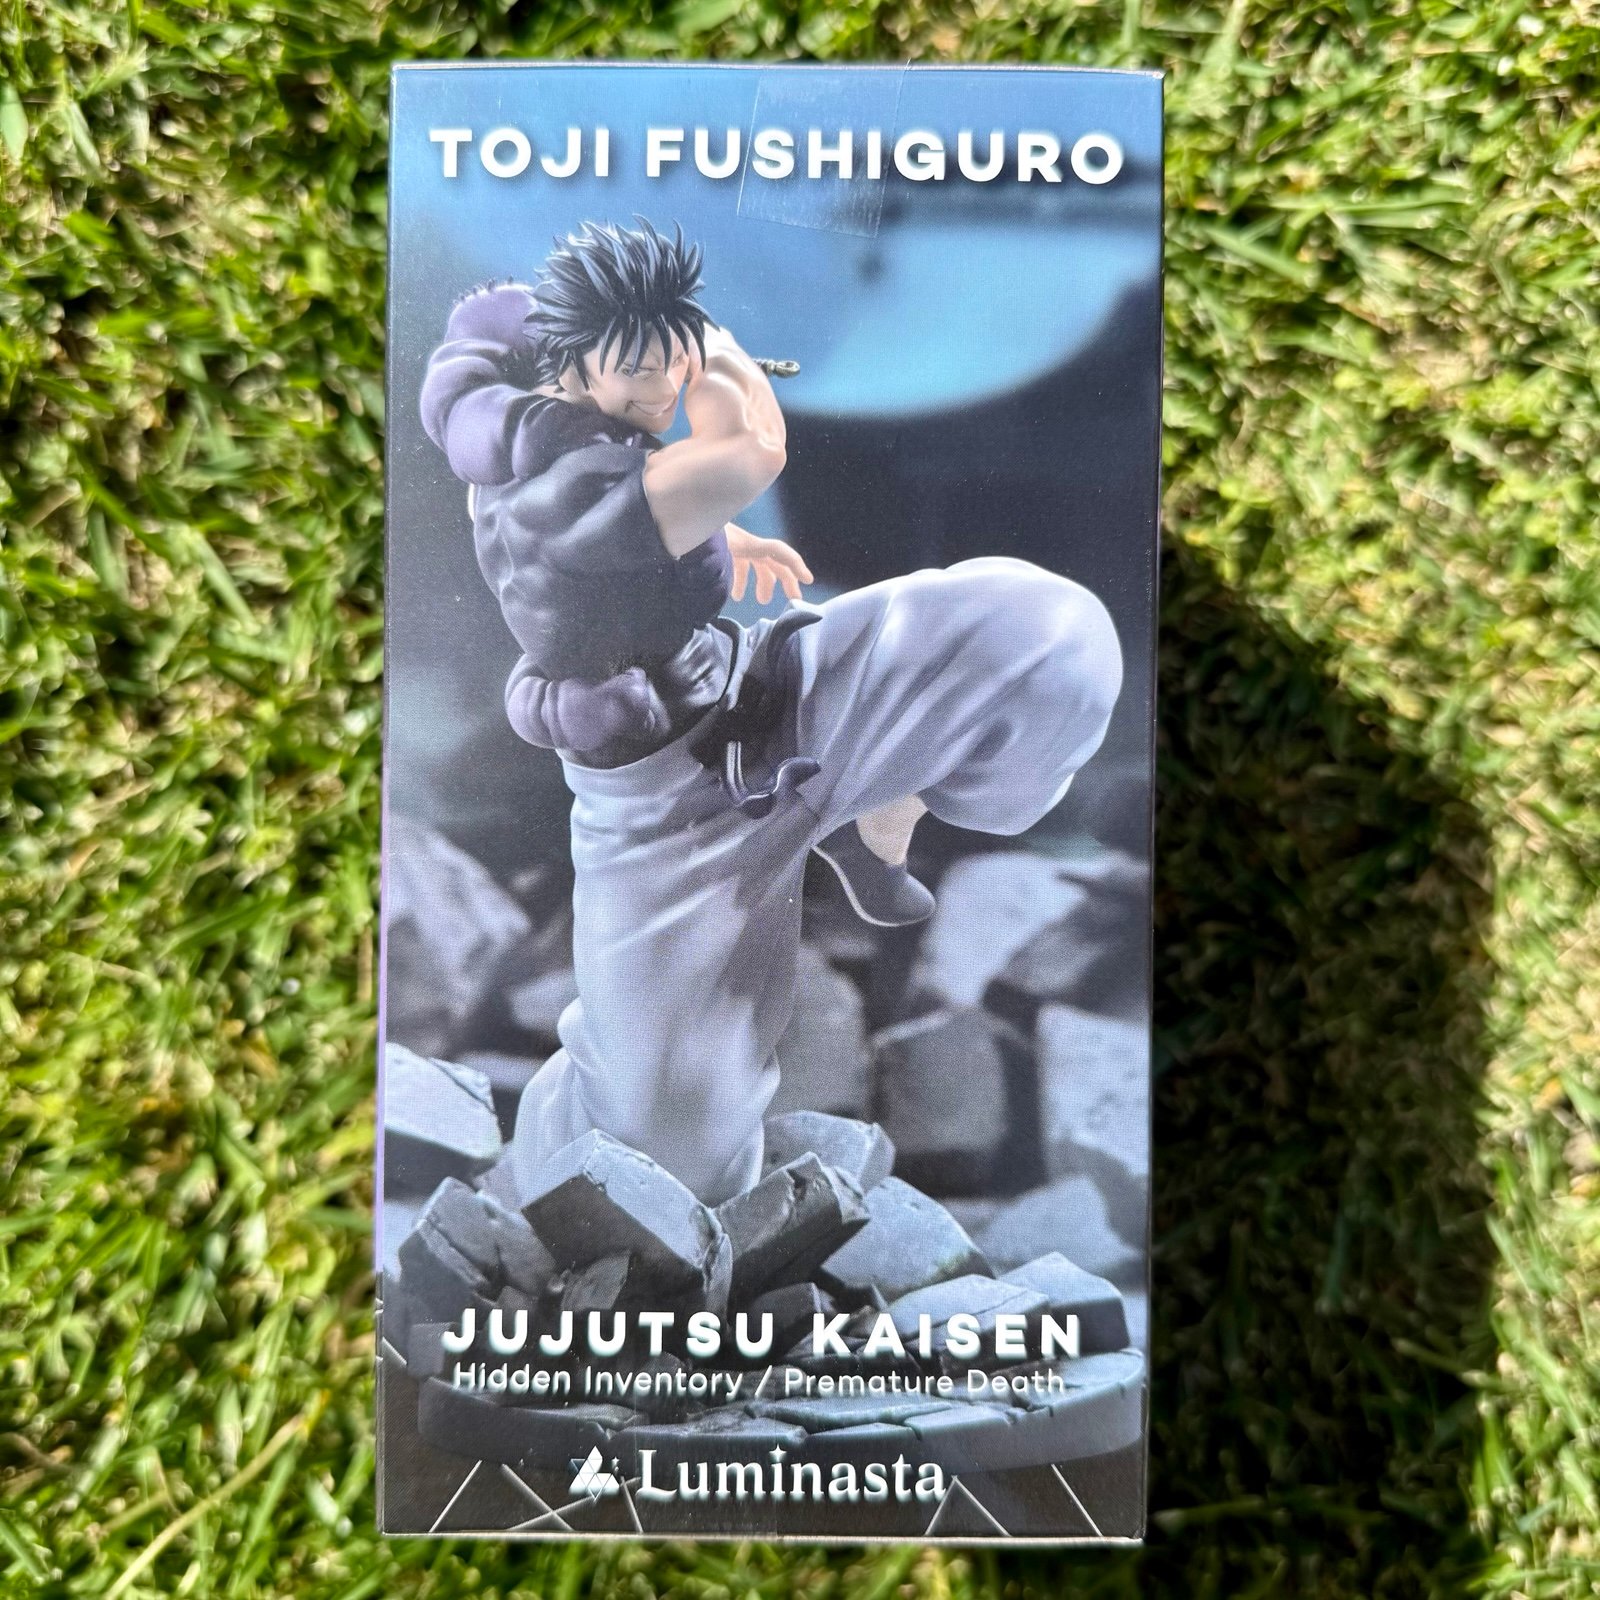 TOJI FUSHIGURO
JUJUTSU KAISEN
Hidden Inventory / Premature Death
Luminasta